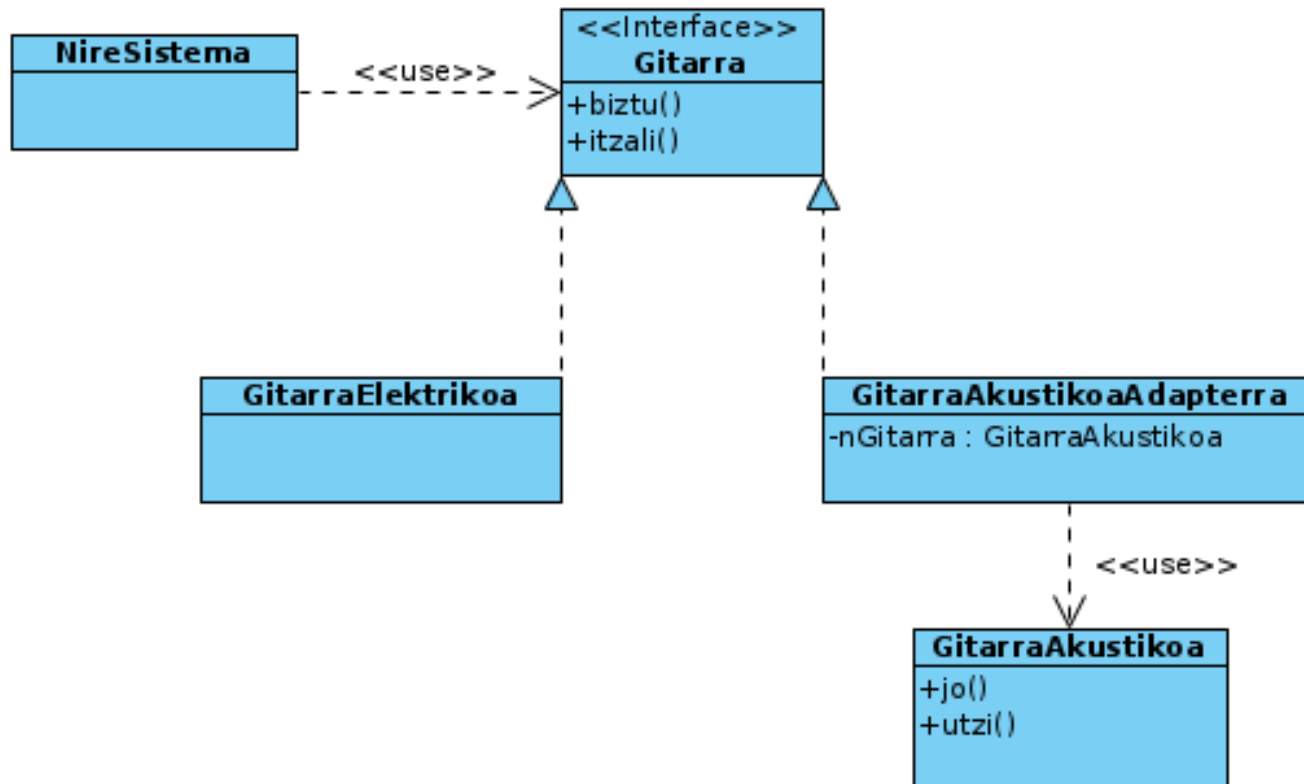 NireSistema
<<use>>
<<Interface>>
Gitarra
+biztu()
+itzali()
GitarraElektrikoa
GitarraAkustikoaAdapterra
-nGitarra : GitarraAkustikoa
<<use>>
GitarraAkustikoa
+jo()
+utzi()